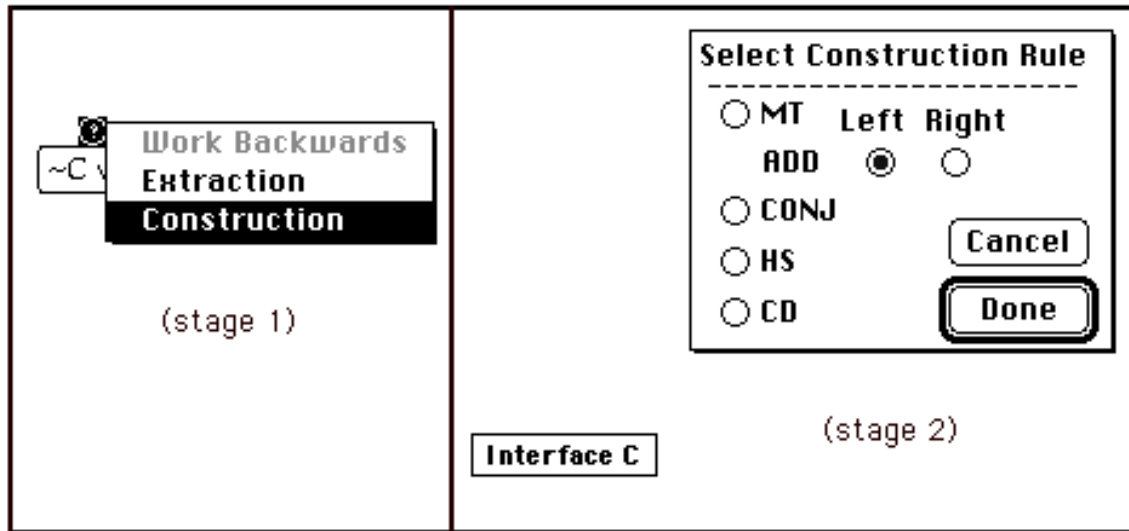 ?
Work Backwards
~C v
Extraction
Construction
(stage 1)
Select Construction Rule
MT Left Right
ADD
CONJ
Cancel
HS
Done
CD
(stage 2)
Interface C